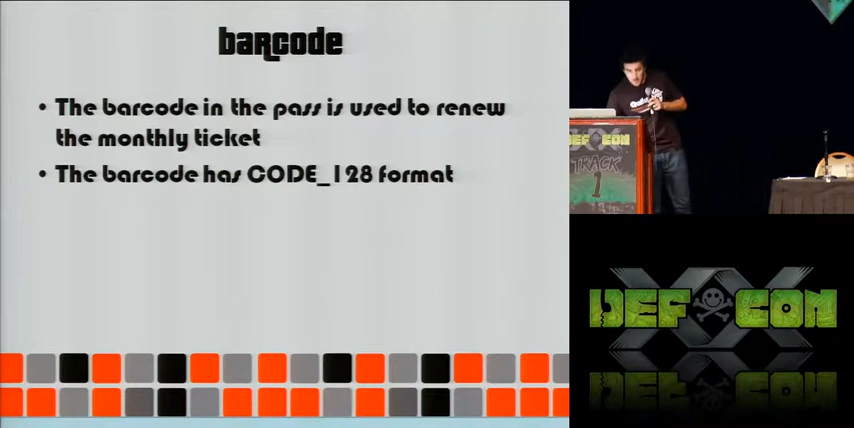 barcode
• The barcode in the pass is used to renew
the monthly ticket
• The barcode has CODE_128 format
DEF CON
TRACK
1
XX
DEF CON